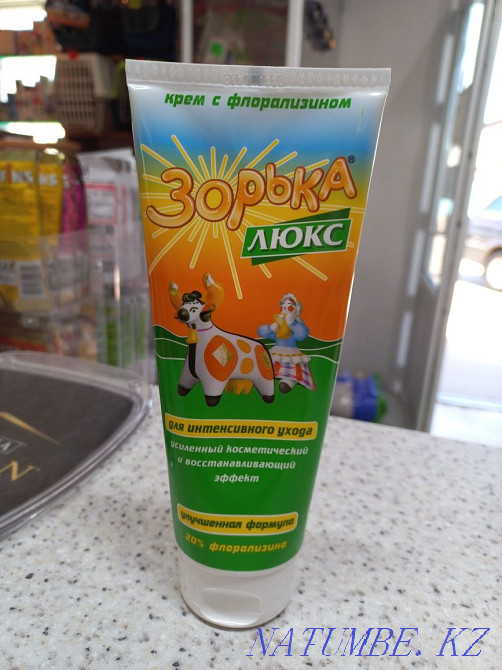 крем с флорализином
ЗОРЬКА®
ЛЮКС
для интенсивного ухода
усиленный косметический
и восстанавливающий
эффект
улучшенная формула
20% флорализина
NATUMBE.KZ